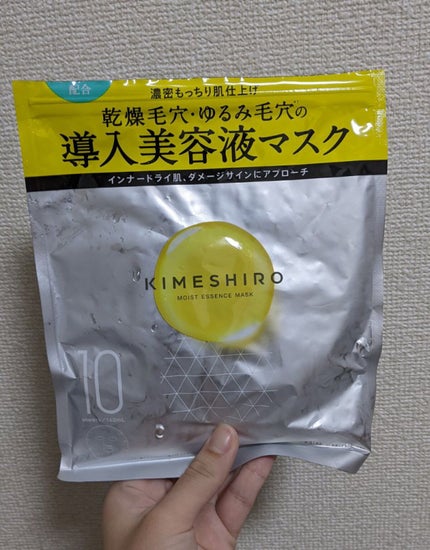 配合
濃密もっちり肌仕上げ
乾燥毛穴・ゆるみ毛穴の
導入美容液マスク
インナードライ肌、ダメージサインにアプローチ
KIMESHIRO
MOIST ESSENCE MASK
10